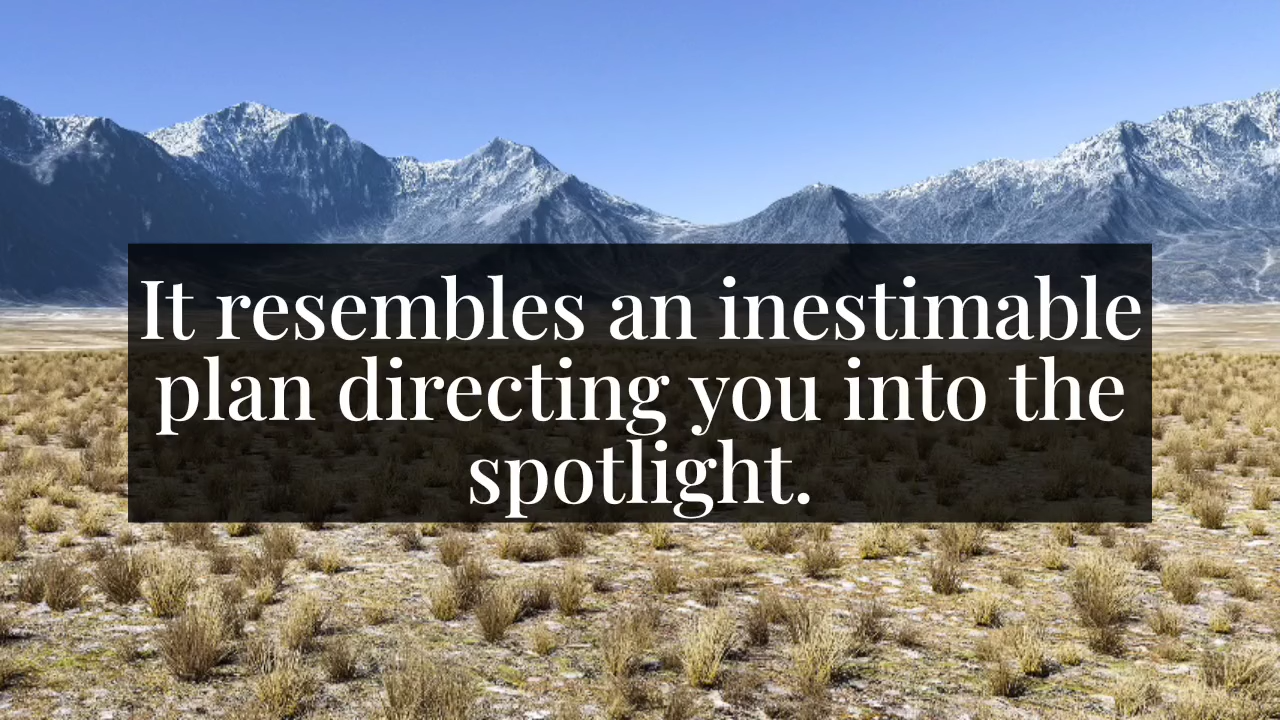 It resembles an inestimable
plan directing you into the
spotlight.